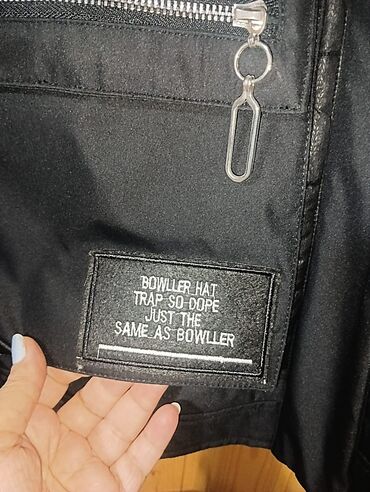 BOWLLER HAT
TRAP SO DOPE
JUST THE
SAME AS BOWLLER